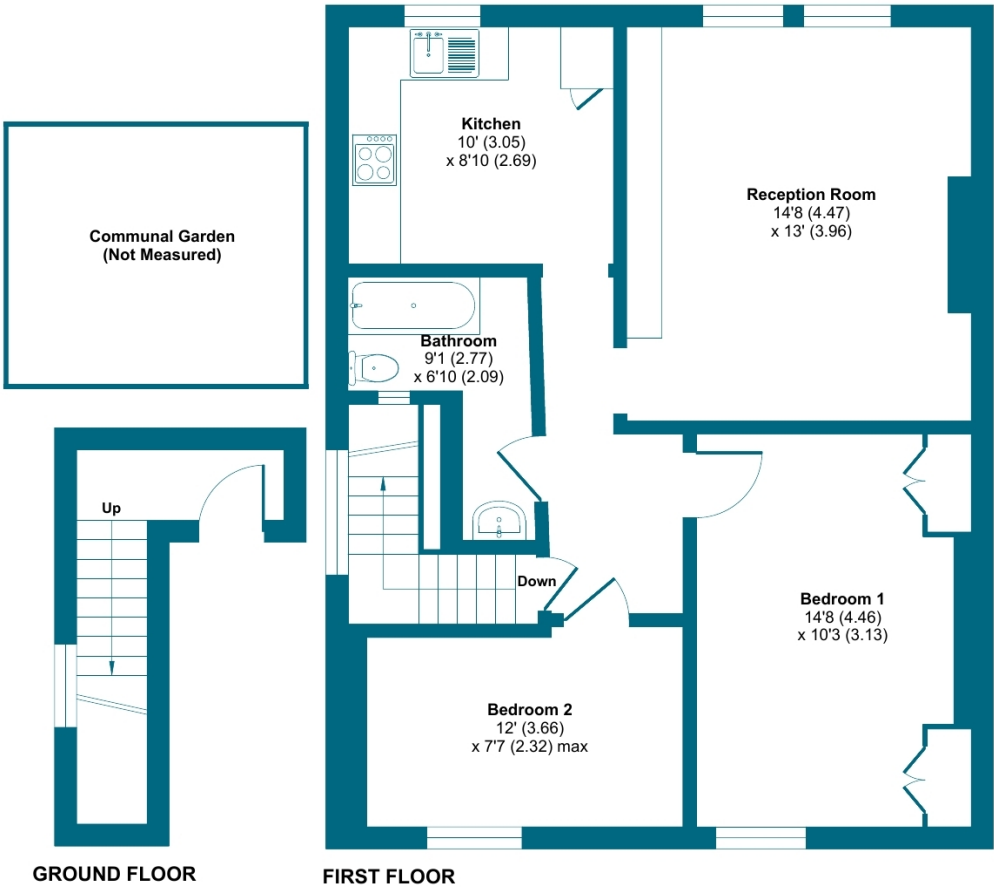 Kitchen
10' (3.05)
x 8'10 (2.69)
Reception Room
14'8 (4.47)
x 13' (3.96)
Communal Garden
(Not Measured)
Bathroom
9'1 (2.77)
x 6'10 (2.09)
Up
Down
Bedroom 1
14'8 (4.46)
x 10'3 (3.13)
Bedroom 2
12' (3.66)
x 7'7 (2.32) max
GROUND FLOOR
FIRST FLOOR